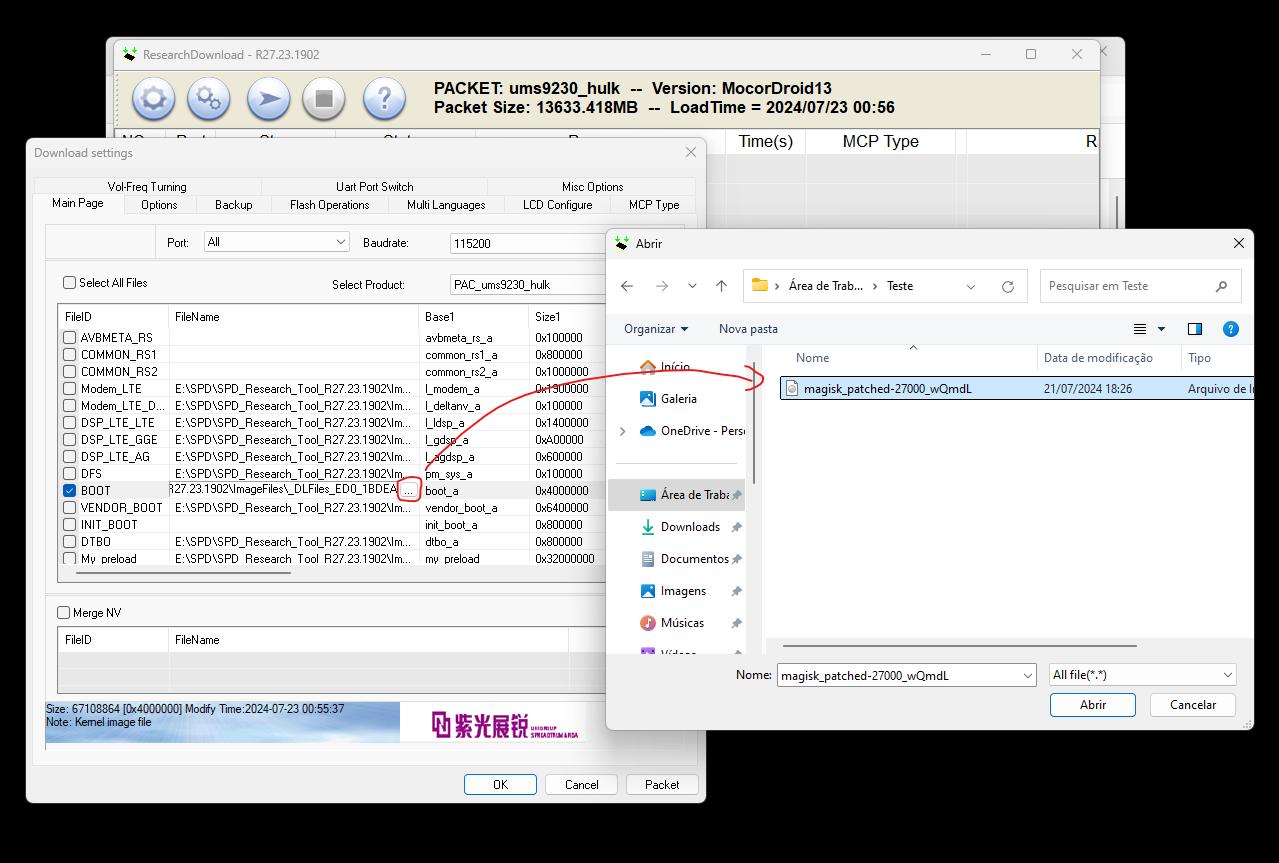 ResearchDownload - R27.23.1902
PACKET: ums9230_hulk -- Version: MocorDroid13
Packet Size: 13633.418MB -- LoadTime = 2024/07/23 00:56
Time(s) MCP Type R
Download settings
Vol-Freq Turning Uart Port Switch Misc Options
Main Page Options Backup Flash Operations Multi Languages LCD Configure MCP Type
Port: All Baudrate: 115200
Select All Files Select Product: PAC_ums9230_hulk
FileID FileName Base1 Size1
AVBMETA_RS avbmeta_rs_a 0x100000
COMMON_RS1 common_rs1_a 0x800000
COMMON_RS2 common_rs2_a 0x1000000
Modem_LTE E:\SPD\SPD_Research_Tool_R27.23.1902\Im... l_modem_a 0x1900000
Modem_LTE_D... E:\SPD\SPD_Research_Tool_R27.23.1902\Im... l_deltanv_a 0x100000
DSP_LTE_LTE E:\SPD\SPD_Research_Tool_R27.23.1902\Im... l_ldsp_a 0x1400000
DSP_LTE_GGE E:\SPD\SPD_Research_Tool_R27.23.1902\Im... l_gdsp_a 0xA00000
DSP_LTE_AG E:\SPD\SPD_Research_Tool_R27.23.1902\Im... l_agdsp_a 0x600000
DFS E:\SPD\SPD_Research_Tool_R27.23.1902\Im... pm_sys_a 0x100000
BOOT R27.23.1902\ImageFiles\_DLFiles_ED0_1BDEA ... boot_a 0x4000000
VENDOR_BOOT E:\SPD\SPD_Research_Tool_R27.23.1902\Im... vendor_boot_a 0x6400000
INIT_BOOT init_boot_a 0x800000
DTBO E:\SPD\SPD_Research_Tool_R27.23.1902\Im... dtbo_a 0x800000
My_preload E:\SPD\SPD_Research_Tool_R27.23.1902\Im... my_preload 0x32000000
Merge NV
FileID FileName
Size: 67108864 [0x4000000] Modify Time:2024-07-23 00:55:37
Note: Kernel image file
紫光展锐 UNIGROUP
SPREADTRUM & RDA
OK Cancel Packet
Abrir
Área de Trab... Teste Pesquisar em Teste
Organizar Nova pasta
Início
Galeria
OneDrive - Pers
Área de Traba
Downloads
Documentos
Imagens
Músicas
Vídeos
Nome Data de modificação Tipo
magisk_patched-27000_wQmdL 21/07/2024 18:26 Arquivo de I
Nome: magisk_patched-27000_wQmdL All file(*.*)
Abrir Cancelar